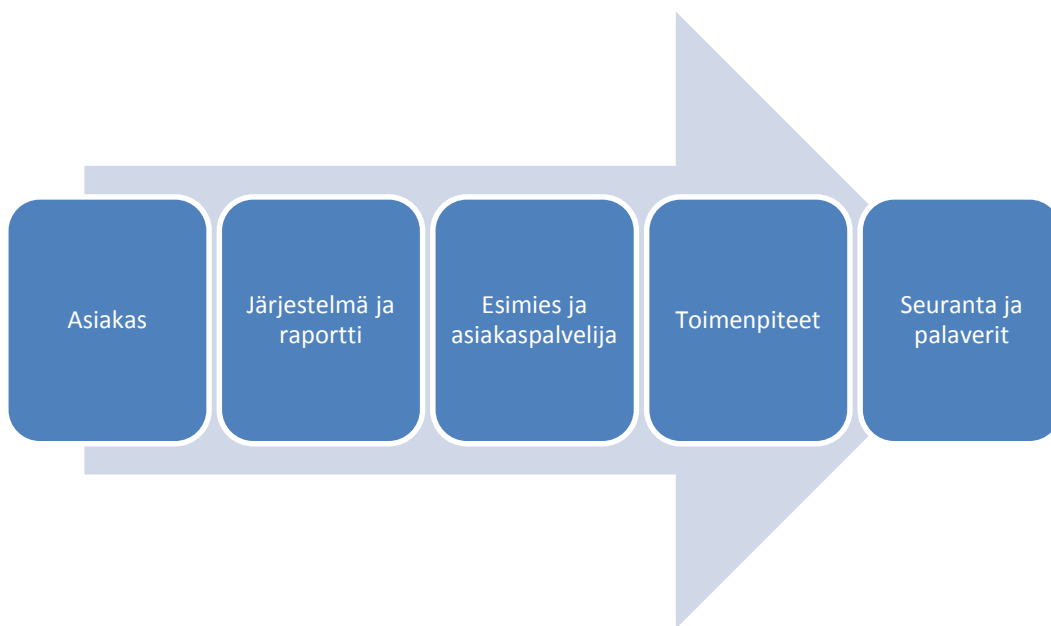 Asiakas
Järjestelmä ja
raportti
Esimies ja
asiakaspalvelija
Toimenpiteet
Seuranta ja
palaverit